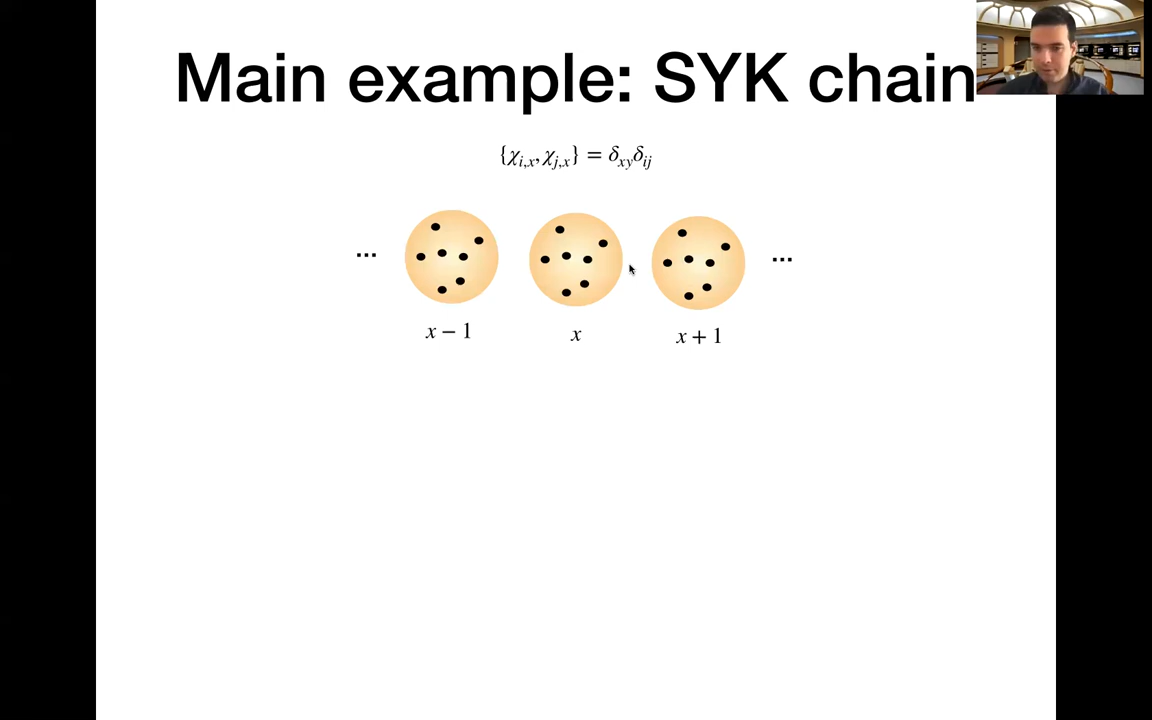 Main example: SYK chain
{χ_{i,x}, χ_{j,x}} = δ_{xy}δ_{ij}
... ...
x − 1 x x + 1